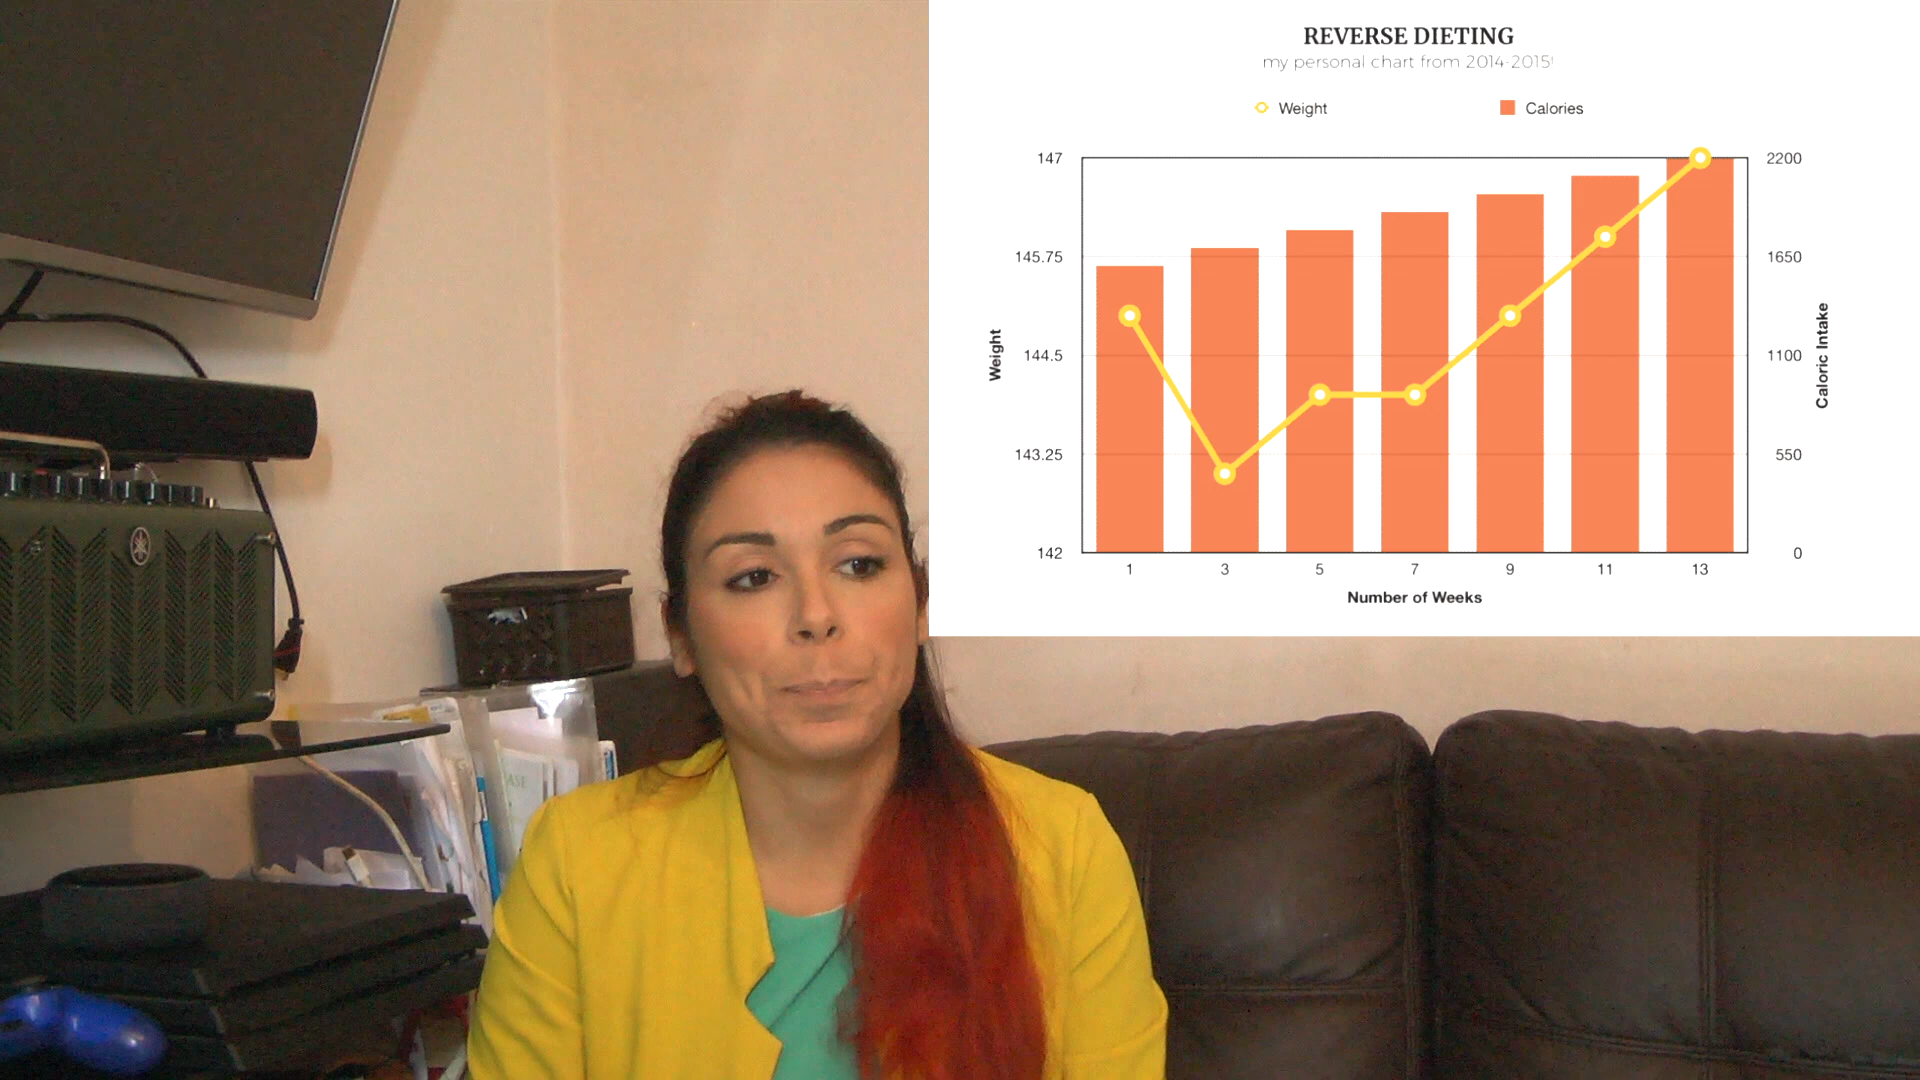 REVERSE DIETING
my personal chart from 2014-2015!
Weight
Calories
147
145.75
144.5
143.25
142
Weight
2200
1650
1100
550
0
Caloric Intake
1
3
5
7
9
11
13
Number of Weeks